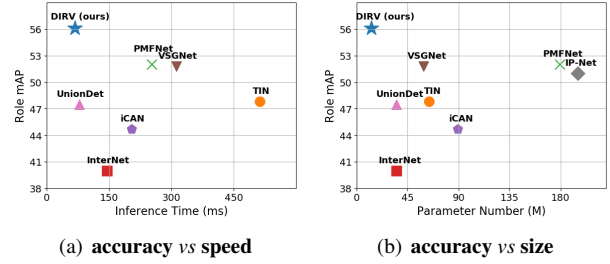 DIRV (ours)
56
53
50
47
44
41
38
PMFNet
VSGNet
UnionDet
TIN
iCAN
InterNet
Role mAP
0 150 300 450
Inference Time (ms)
(a) accuracy vs speed
DIRV (ours)
56
53
50
47
44
41
38
VSGNet
PMFNet
IP-Net
UnionDet
TIN
iCAN
InterNet
Role mAP
0 45 90 135 180
Parameter Number (M)
(b) accuracy vs size